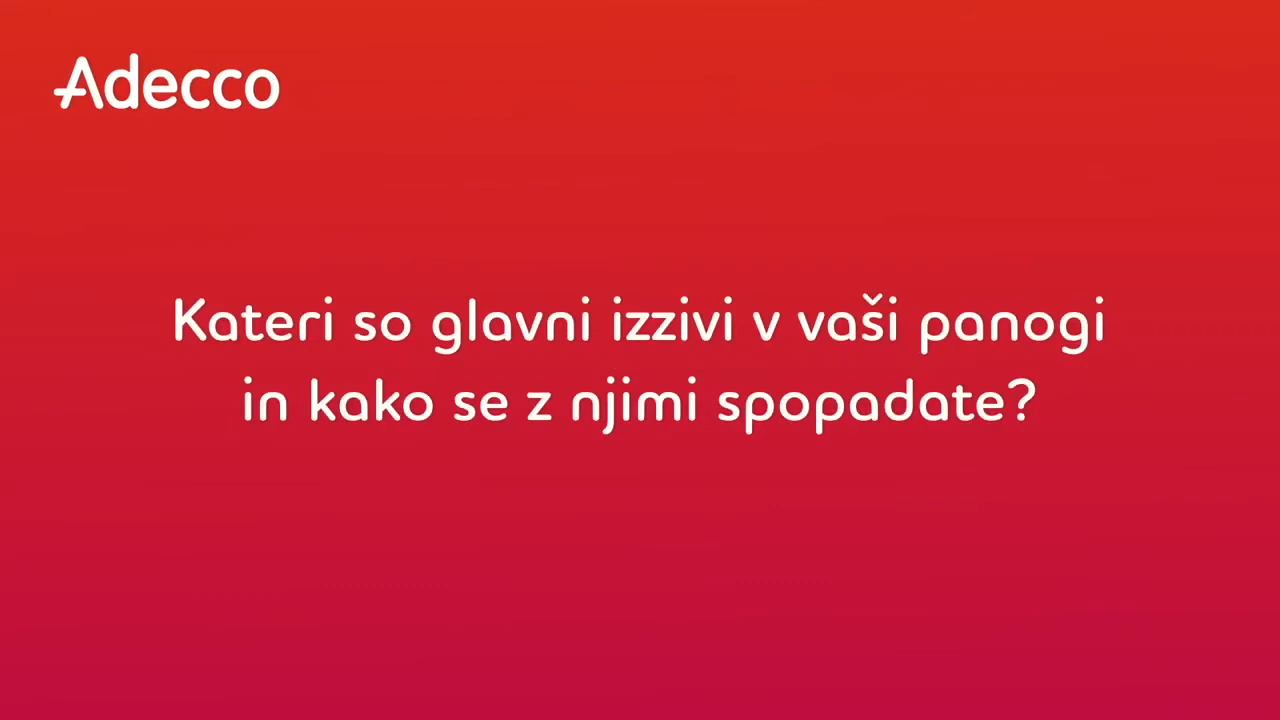 Adecco
Kateri so glavni izzivi v vaši panogi
in kako se z njimi spopadate?